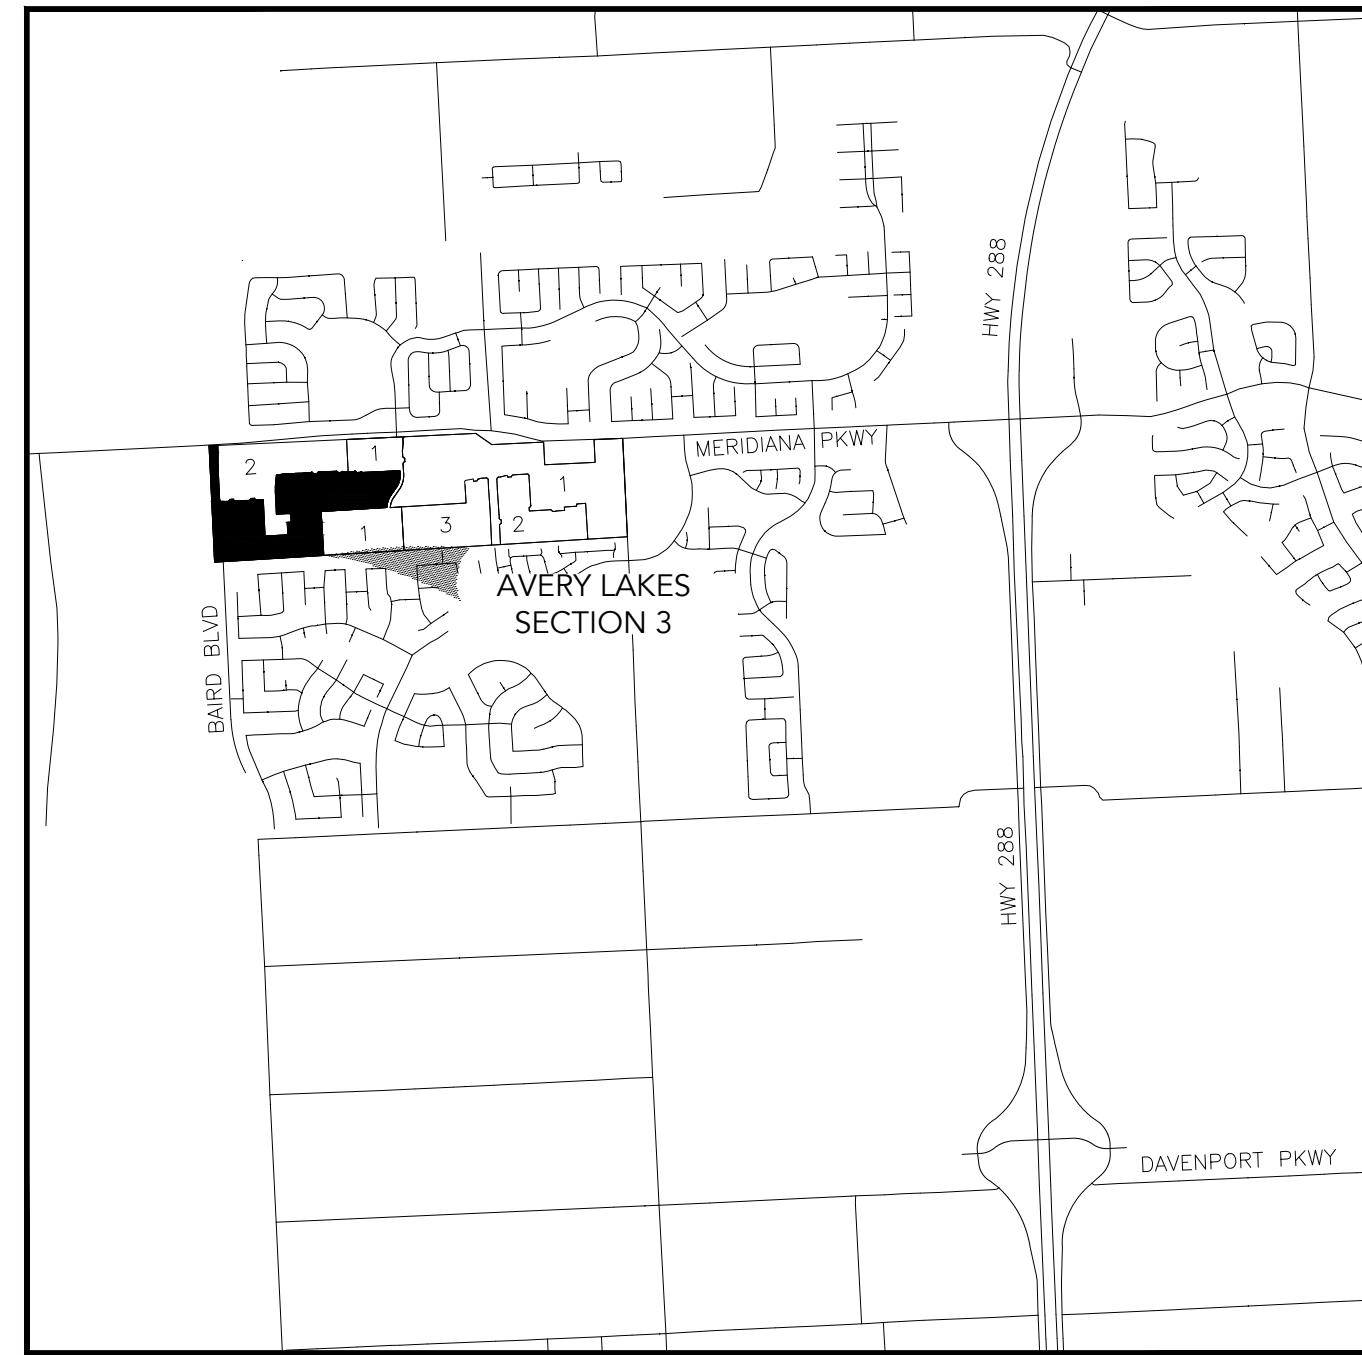 HWY 288
MERIDIANA PKWY
2
1
1
1
3
2
AVERY LAKES
SECTION 3
BAIRD BLVD
HWY 288
DAVENPORT PKWY